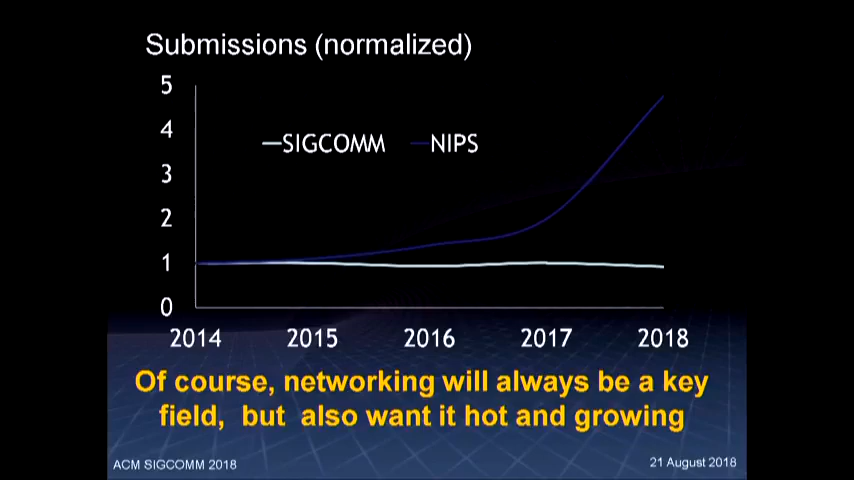 Submissions (normalized)
5
4
SIGCOMM NIPS
3
2
1
0
2014 2015 2016 2017 2018
Of course, networking will always be a key
field, but also want it hot and growing
ACM SIGCOMM 2018 21 August 2018